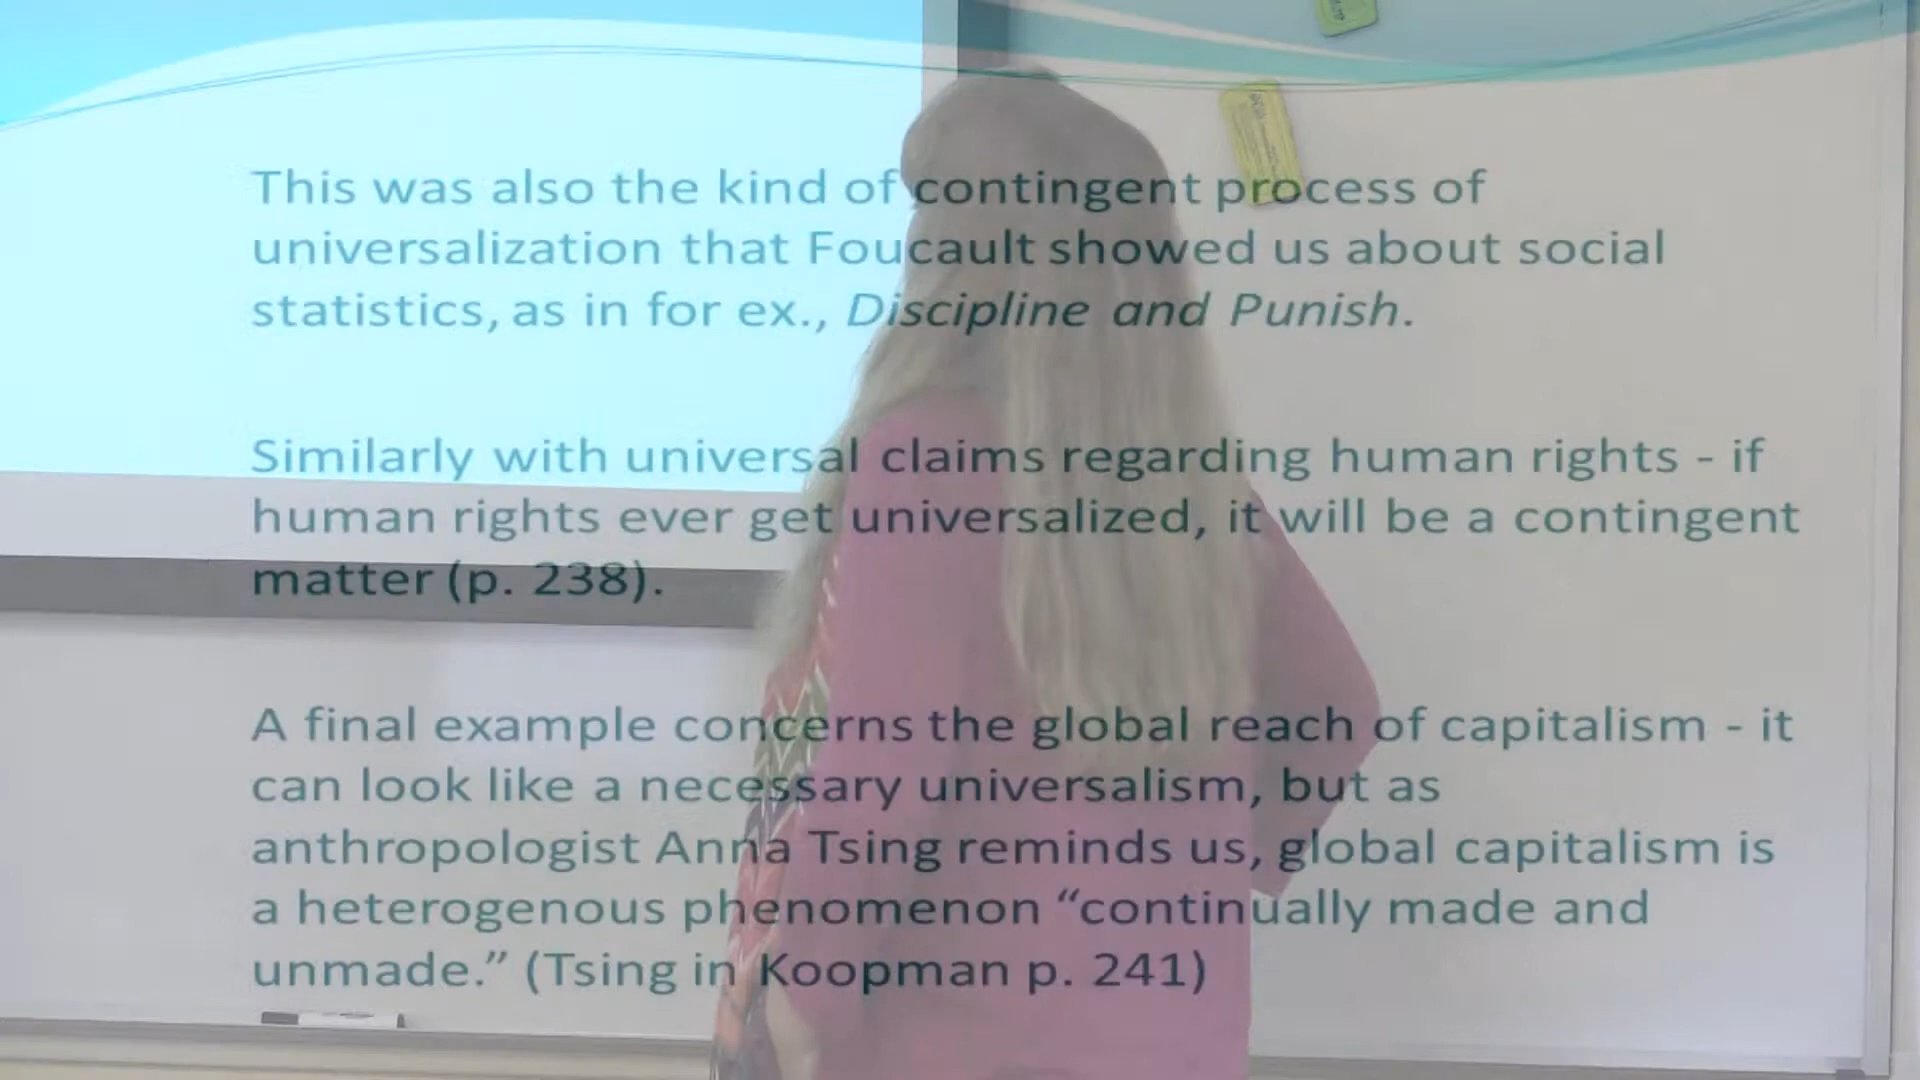 This was also the kind of contingent process of
universalization that Foucault showed us about social
statistics, as in for ex., Discipline and Punish.
Similarly with universal claims regarding human rights - if
human rights ever get universalized, it will be a contingent
matter (p. 238).
A final example concerns the global reach of capitalism - it
can look like a necessary universalism, but as
anthropologist Anna Tsing reminds us, global capitalism is
a heterogenous phenomenon “continually made and
unmade.” (Tsing in Koopman p. 241)